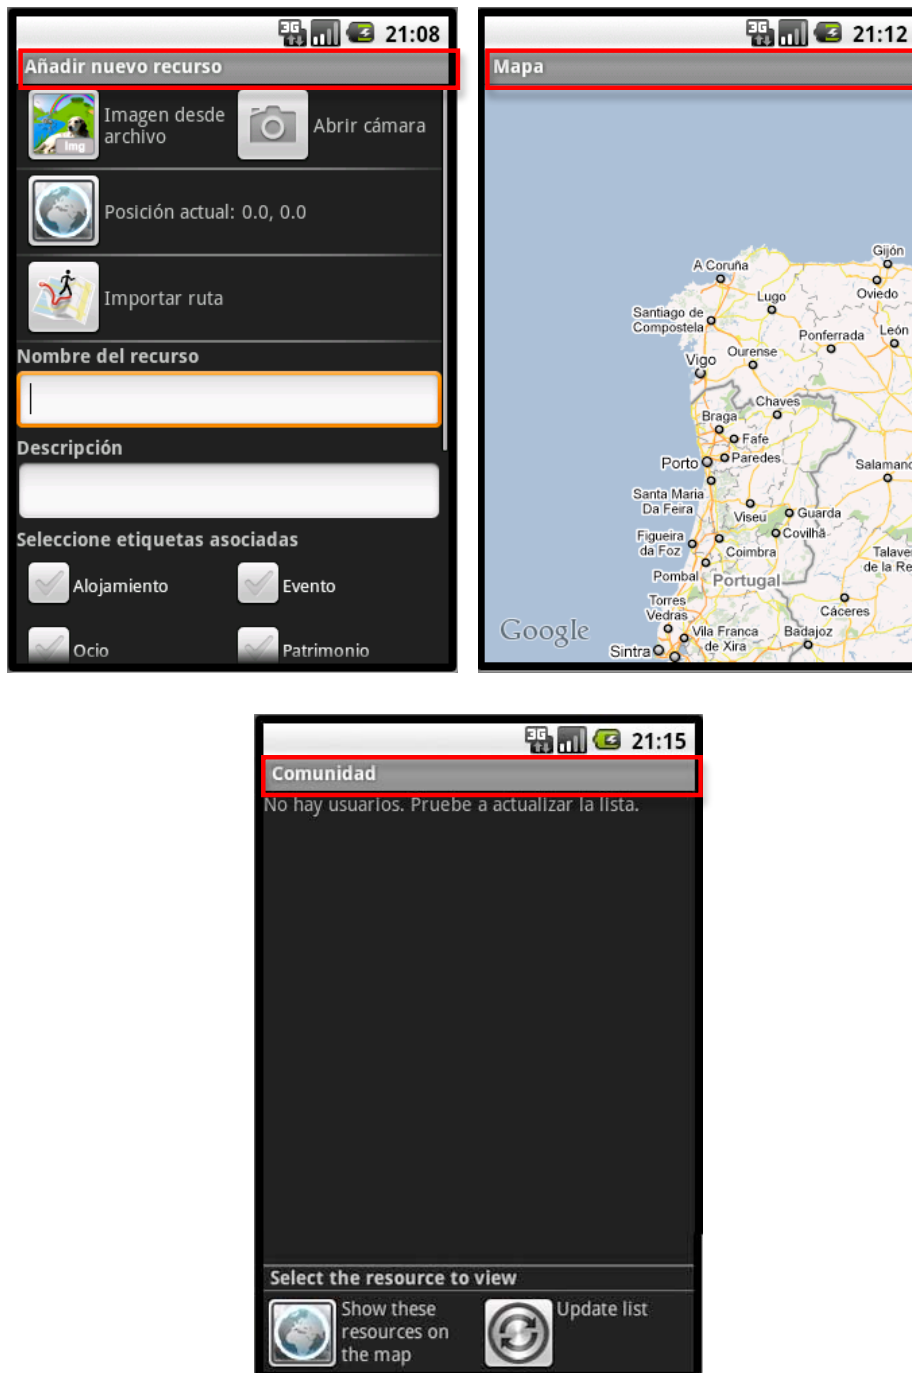 3G 21:08
Añadir nuevo recurso
Imagen desde
archivo
Img
Abrir cámara
Posición actual: 0.0, 0.0
Importar ruta
Nombre del recurso
Descripción
Seleccione etiquetas asociadas
Alojamiento
Evento
Ocio
Patrimonio
3G 21:12
Mapa
Gijón
A Coruña
Oviedo
Lugo
Santiago de
Compostela
León
Ponferrada
Ourense
Vigo
Chaves
Braga
Fafe
Porto
Paredes
Salamanc
Santa Maria
Da Feira
Viseu
Guarda
Covilhã
Figueira
da Foz
Coimbra
Talave
de la Re
Pombal
Portugal
Torres
Vedras
Cáceres
Google
Vila Franca
de Xira
Badajoz
Sintra
3G 21:15
Comunidad
No hay usuarios. Pruebe a actualizar la lista.
Select the resource to view
Show these
resources on
the map
Update list